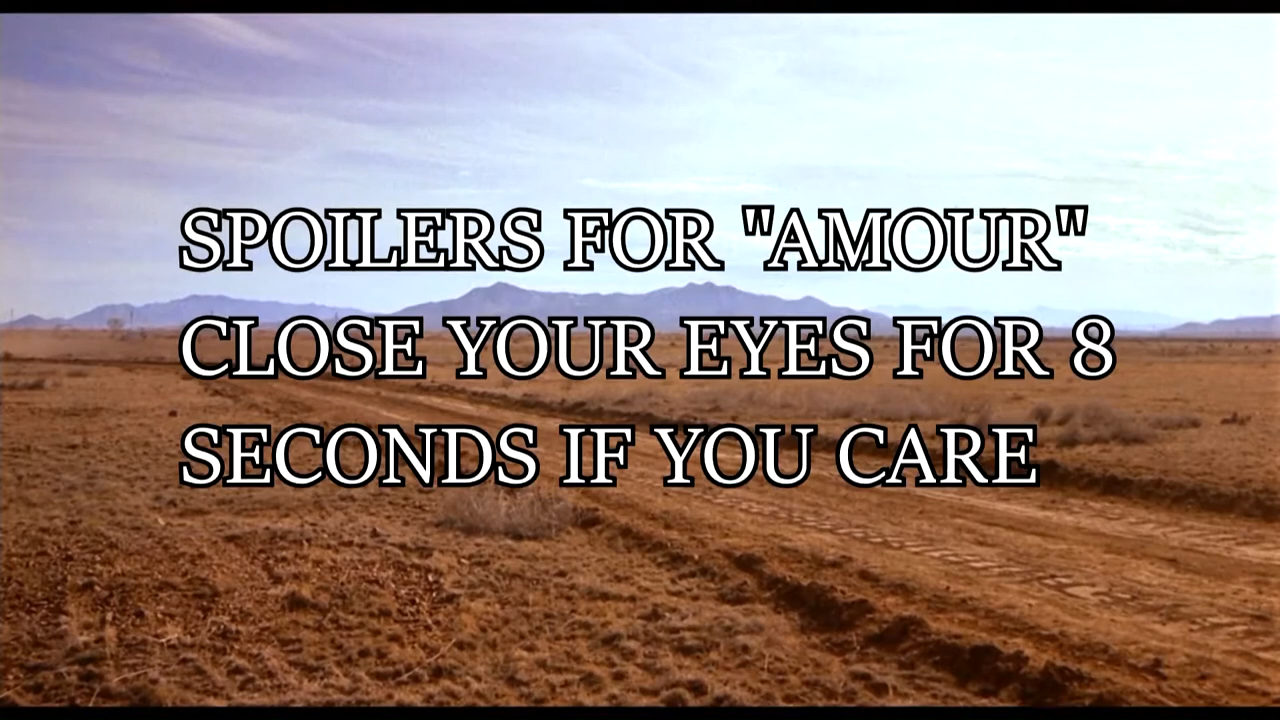 SPOILERS FOR "AMOUR"
CLOSE YOUR EYES FOR 8
SECONDS IF YOU CARE